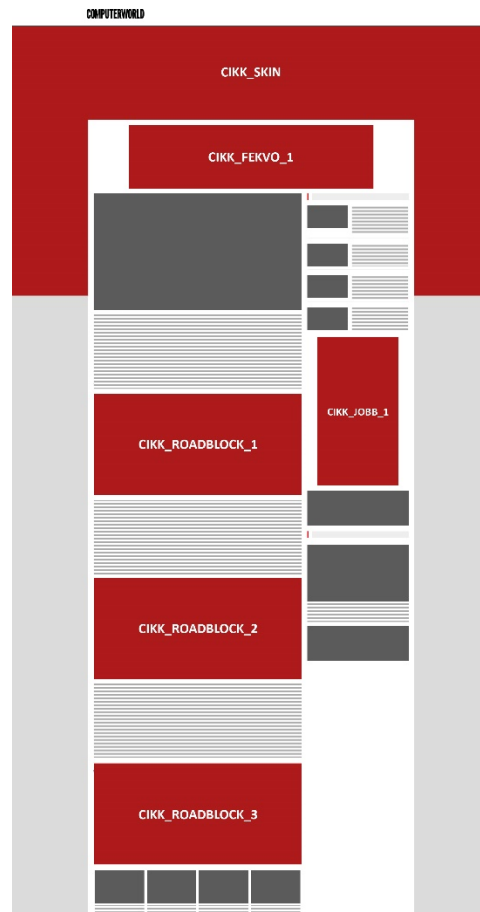 COMPUTERWORLD
CIKK_SKIN
CIKK_FEKVO_1
CIKK_JOBB_1
CIKK_ROADBLOCK_1
CIKK_ROADBLOCK_2
CIKK_ROADBLOCK_3